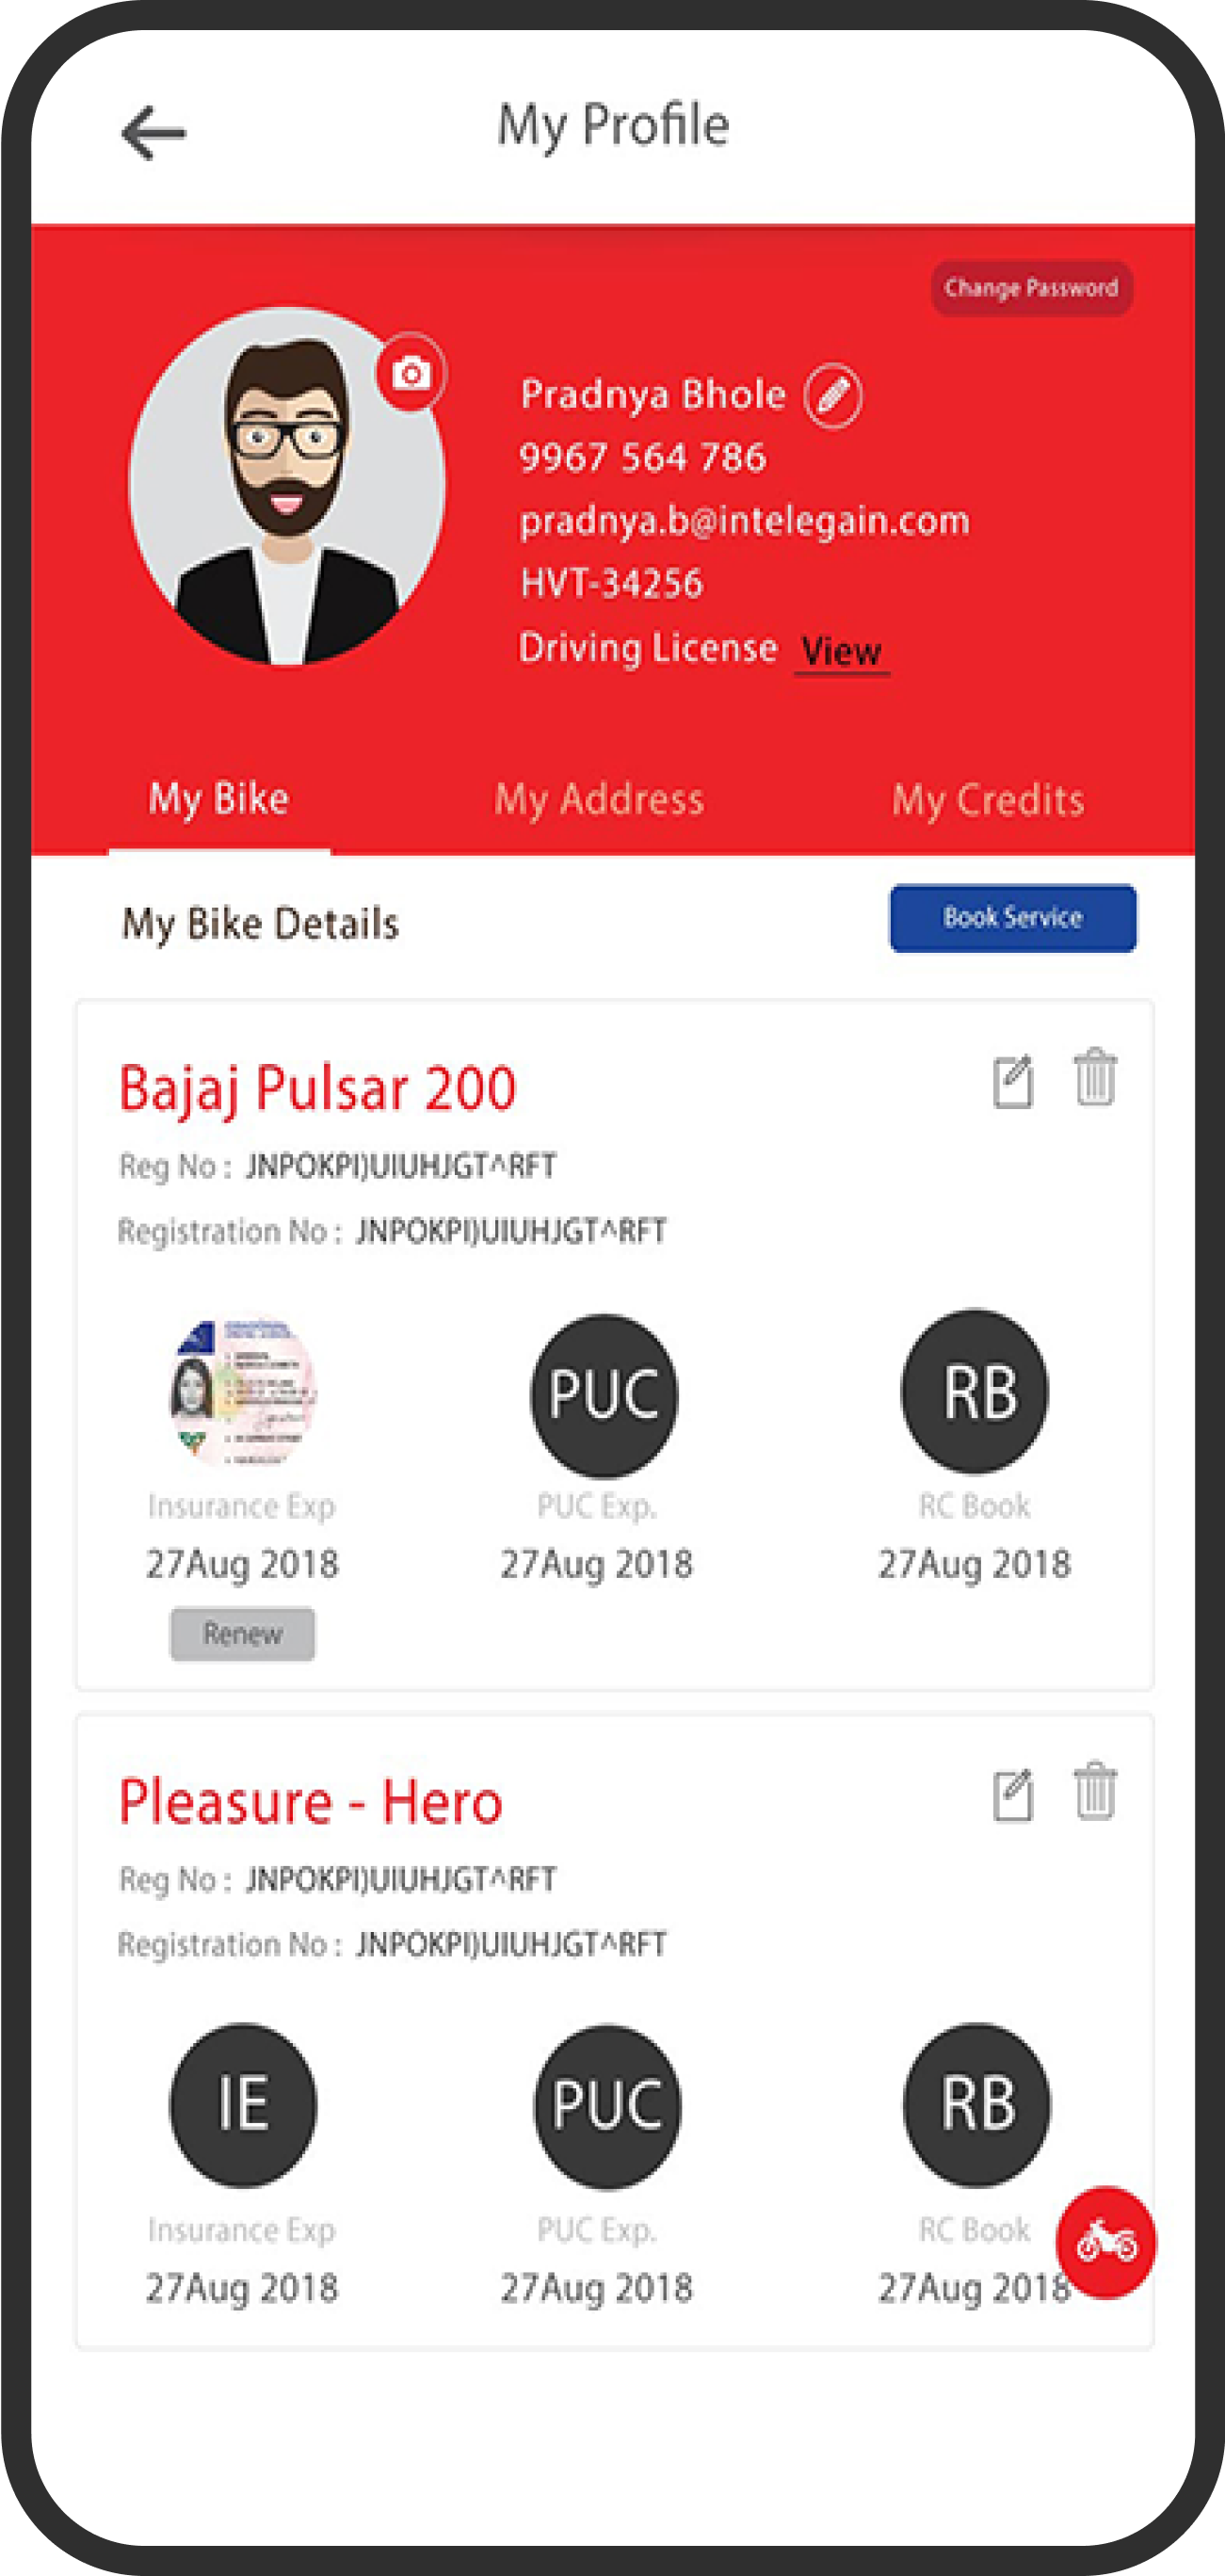 My Profile
Change Password
Pradnya Bhole
9967 564 786
pradnya.b@intelegain.com
HVT-34256
Driving License View
My Bike My Address My Credits
My Bike Details Book Service
Bajaj Pulsar 200
Reg No : JNPOKPI)UIUHJGT^RFT
Registration No : JNPOKPI)UIUHJGT^RFT
PUC RB
Insurance Exp PUC Exp. RC Book
27Aug 2018 27Aug 2018 27Aug 2018
Renew
Pleasure - Hero
Reg No : JNPOKPI)UIUHJGT^RFT
Registration No : JNPOKPI)UIUHJGT^RFT
IE PUC RB
Insurance Exp PUC Exp. RC Book
27Aug 2018 27Aug 2018 27Aug 2018